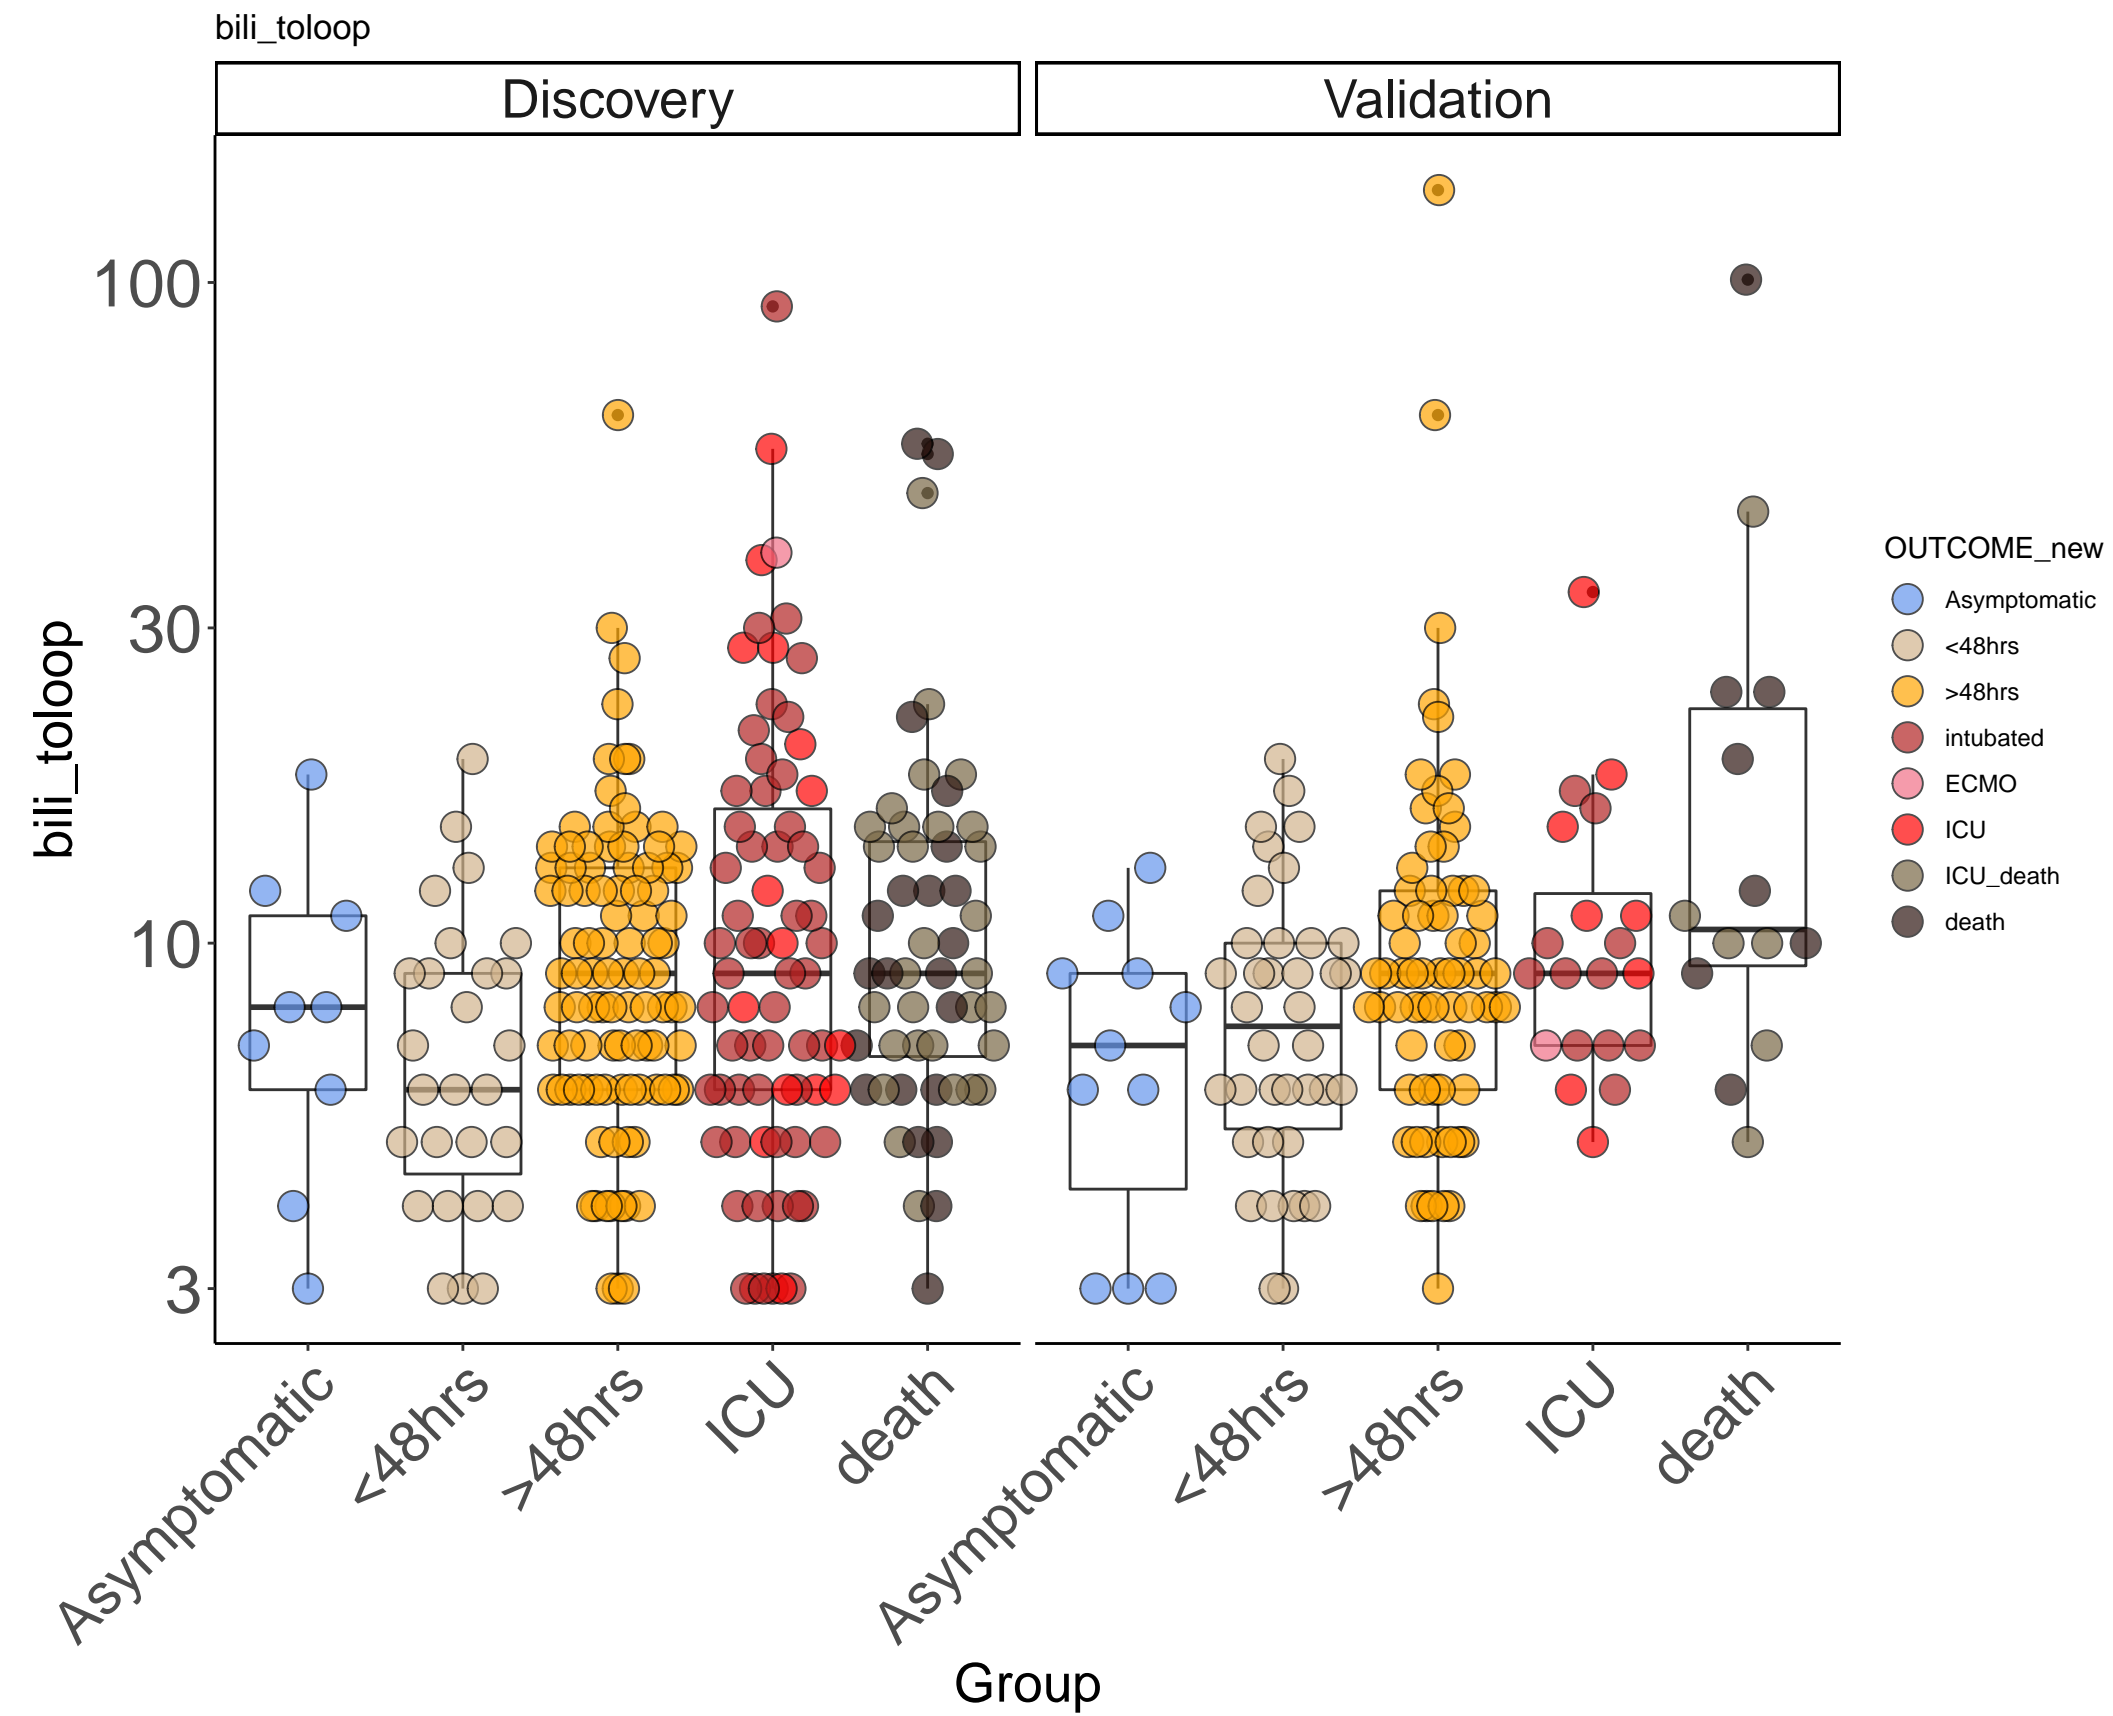 bili_toloop
Discovery
Validation
bili_toloop
100
30
10
3
Asymptomatic
<48hrs
>48hrs
ICU
death
Asymptomatic
<48hrs
>48hrs
ICU
death
Group
OUTCOME_new
Asymptomatic
<48hrs
>48hrs
intubated
ECMO
ICU
ICU_death
death